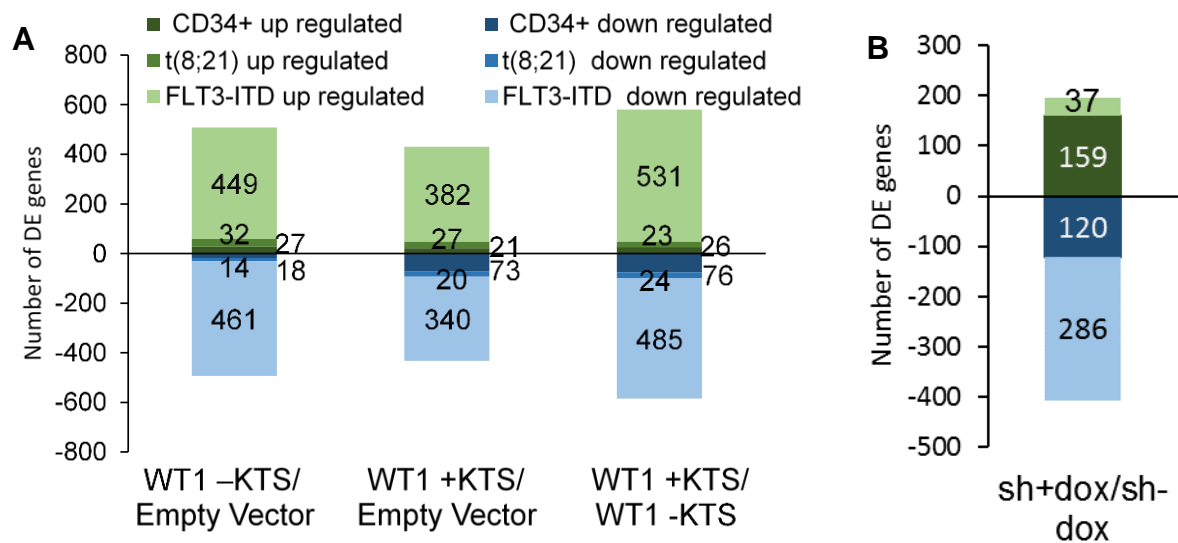 A
CD34+ up regulated
CD34+ down regulated
t(8;21) up regulated
t(8;21) down regulated
FLT3-ITD up regulated
FLT3-ITD down regulated
Number of DE genes
800
600
400
200
0
-200
-400
-600
-800
449
32
27
14
18
461
382
27
21
20
73
340
531
23
26
24
76
485
WT1 –KTS/
Empty Vector
WT1 +KTS/
Empty Vector
WT1 +KTS/
WT1 -KTS
B
Number of DE genes
300
200
100
0
-100
-200
-300
-400
-500
37
159
120
286
sh+dox/sh-
dox